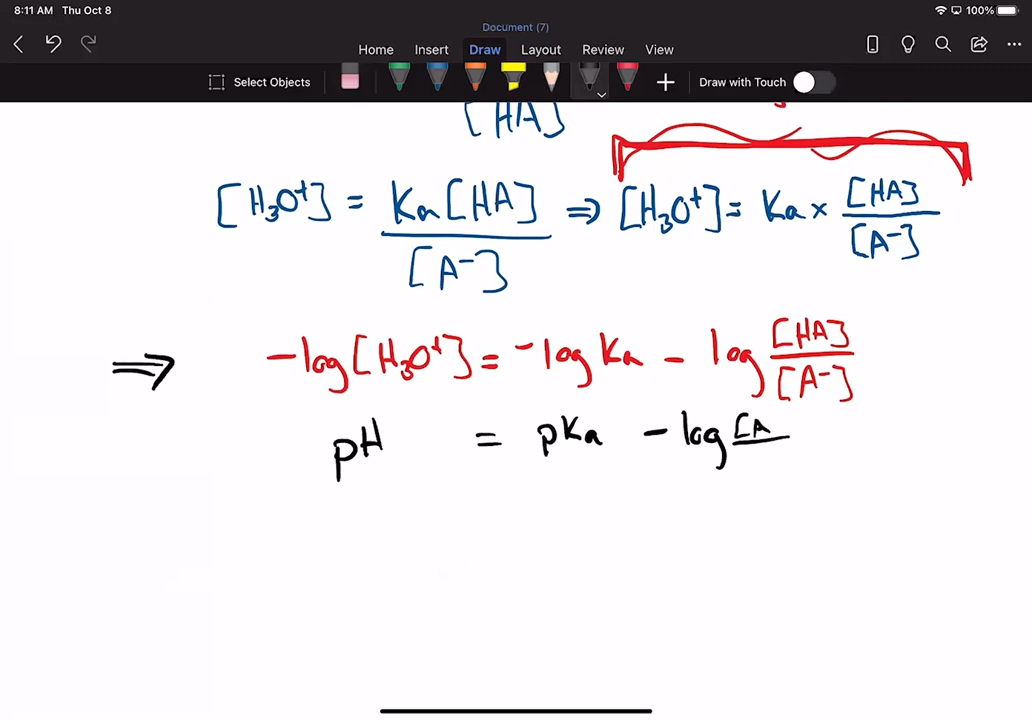 8:11 AM Thu Oct 8 100%
Document (7)
Home Insert Draw Layout Review View
Select Objects Draw with Touch
[HA]
[H₃O⁺] = Ka[HA] / [A⁻] ⇒ [H₃O⁺] = Ka × [HA] / [A⁻]
⇒ -log[H₃O⁺] = -log Ka - log [HA] / [A⁻]
pH = pKa - log [A